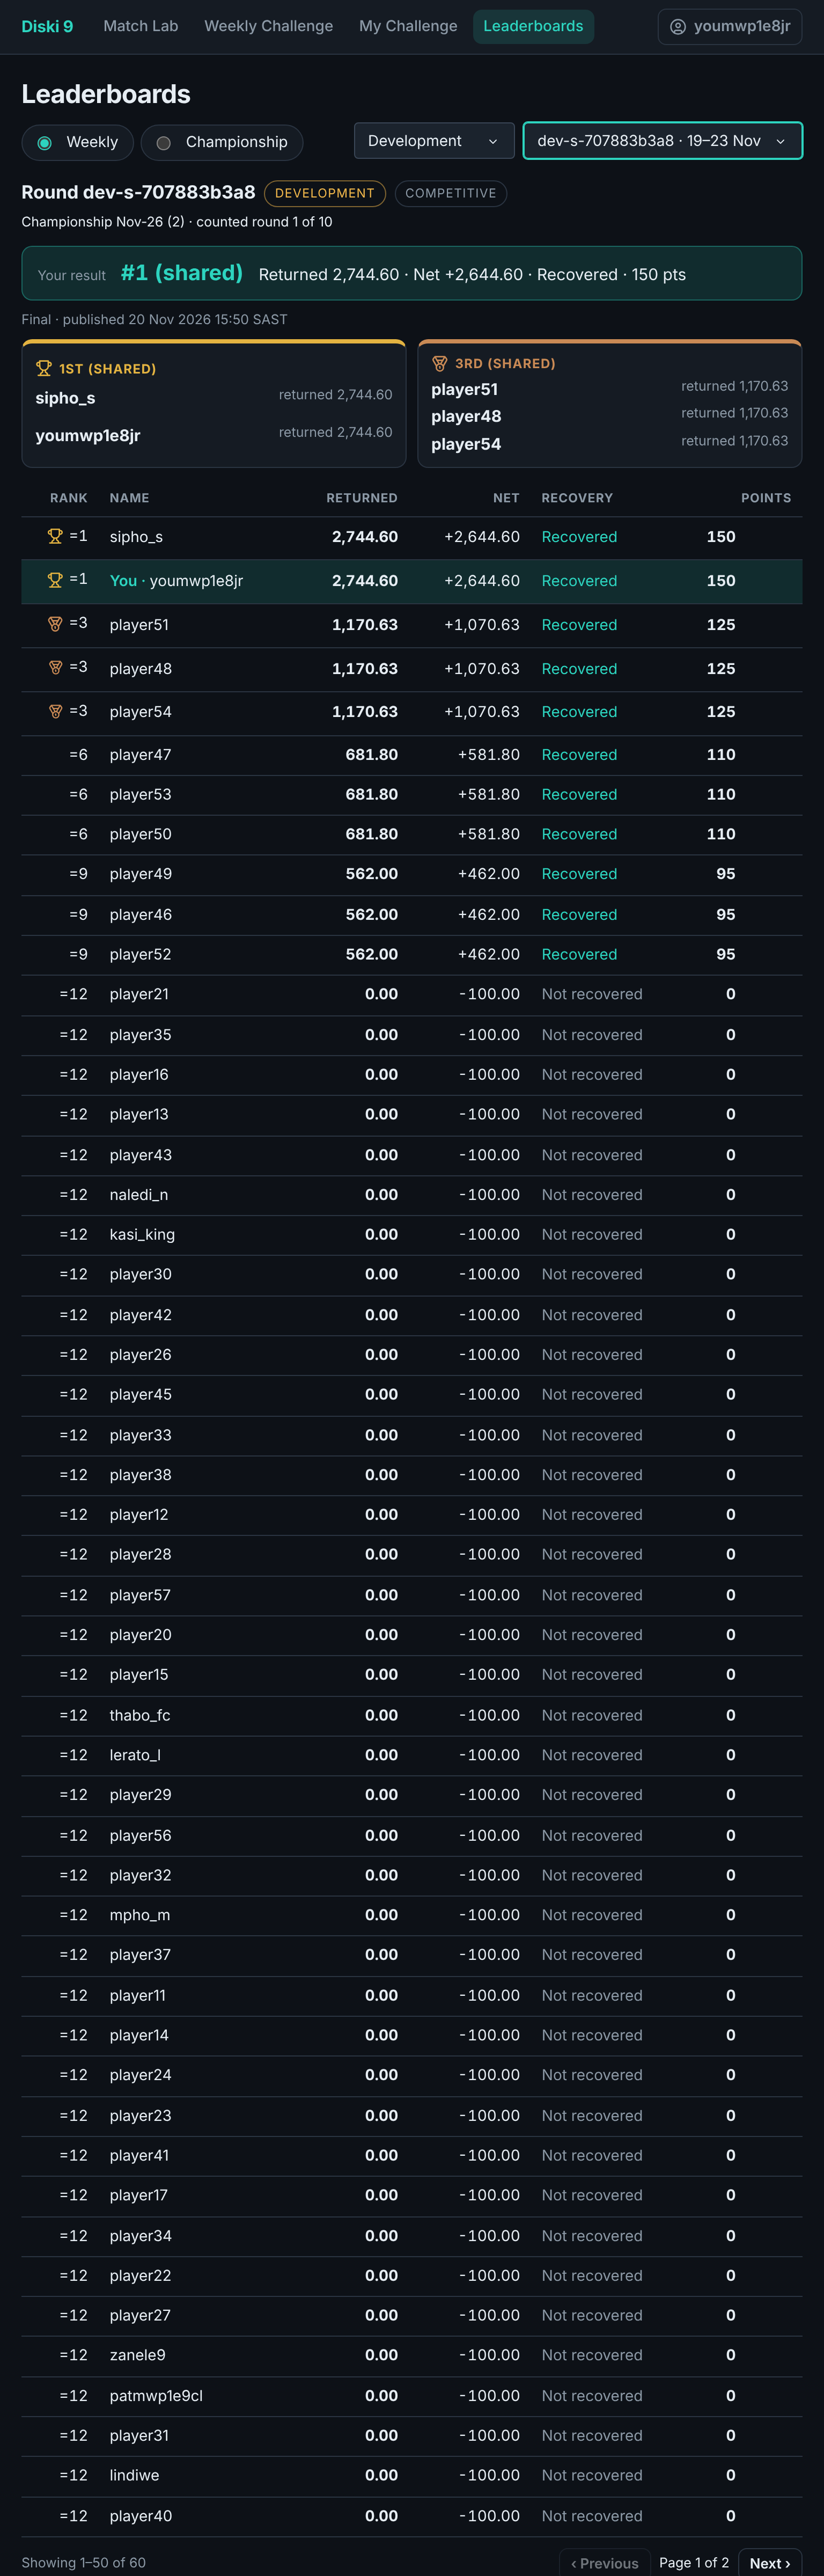 Diski 9 Match Lab Weekly Challenge My Challenge Leaderboards youmwp1e8jr
Leaderboards
Weekly Championship Development dev-s-707883b3a8 · 19–23 Nov
Round dev-s-707883b3a8 DEVELOPMENT COMPETITIVE
Championship Nov-26 (2) · counted round 1 of 10
Your result #1 (shared) Returned 2,744.60 · Net +2,644.60 · Recovered · 150 pts
Final · published 20 Nov 2026 15:50 SAST
1ST (SHARED)
sipho_s returned 2,744.60
youmwp1e8jr returned 2,744.60
3RD (SHARED)
player51 returned 1,170.63
player48 returned 1,170.63
player54 returned 1,170.63
RANK NAME RETURNED NET RECOVERY POINTS
=1 sipho_s 2,744.60 +2,644.60 Recovered 150
=1 You · youmwp1e8jr 2,744.60 +2,644.60 Recovered 150
=3 player51 1,170.63 +1,070.63 Recovered 125
=3 player48 1,170.63 +1,070.63 Recovered 125
=3 player54 1,170.63 +1,070.63 Recovered 125
=6 player47 681.80 +581.80 Recovered 110
=6 player53 681.80 +581.80 Recovered 110
=6 player50 681.80 +581.80 Recovered 110
=9 player49 562.00 +462.00 Recovered 95
=9 player46 562.00 +462.00 Recovered 95
=9 player52 562.00 +462.00 Recovered 95
=12 player21 0.00 -100.00 Not recovered 0
=12 player35 0.00 -100.00 Not recovered 0
=12 player16 0.00 -100.00 Not recovered 0
=12 player13 0.00 -100.00 Not recovered 0
=12 player43 0.00 -100.00 Not recovered 0
=12 naledi_n 0.00 -100.00 Not recovered 0
=12 kasi_king 0.00 -100.00 Not recovered 0
=12 player30 0.00 -100.00 Not recovered 0
=12 player42 0.00 -100.00 Not recovered 0
=12 player26 0.00 -100.00 Not recovered 0
=12 player45 0.00 -100.00 Not recovered 0
=12 player33 0.00 -100.00 Not recovered 0
=12 player38 0.00 -100.00 Not recovered 0
=12 player12 0.00 -100.00 Not recovered 0
=12 player28 0.00 -100.00 Not recovered 0
=12 player57 0.00 -100.00 Not recovered 0
=12 player20 0.00 -100.00 Not recovered 0
=12 player15 0.00 -100.00 Not recovered 0
=12 thabo_fc 0.00 -100.00 Not recovered 0
=12 lerato_l 0.00 -100.00 Not recovered 0
=12 player29 0.00 -100.00 Not recovered 0
=12 player56 0.00 -100.00 Not recovered 0
=12 player32 0.00 -100.00 Not recovered 0
=12 mpho_m 0.00 -100.00 Not recovered 0
=12 player37 0.00 -100.00 Not recovered 0
=12 player11 0.00 -100.00 Not recovered 0
=12 player14 0.00 -100.00 Not recovered 0
=12 player24 0.00 -100.00 Not recovered 0
=12 player23 0.00 -100.00 Not recovered 0
=12 player41 0.00 -100.00 Not recovered 0
=12 player17 0.00 -100.00 Not recovered 0
=12 player34 0.00 -100.00 Not recovered 0
=12 player22 0.00 -100.00 Not recovered 0
=12 player27 0.00 -100.00 Not recovered 0
=12 zanele9 0.00 -100.00 Not recovered 0
=12 patmwp1e9cl 0.00 -100.00 Not recovered 0
=12 player31 0.00 -100.00 Not recovered 0
=12 lindiwe 0.00 -100.00 Not recovered 0
=12 player40 0.00 -100.00 Not recovered 0
Showing 1–50 of 60 ‹ Previous Page 1 of 2 Next ›